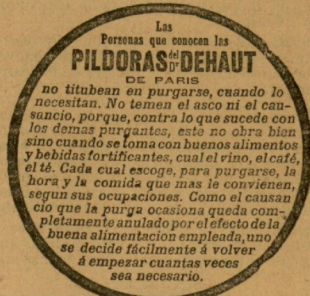 Las
Personas que conocen las
PILDORAS del Dr DEHAUT
DE PARIS
no titubean en purgarse, cuando lo
necesitan. No temen el asco ni el cau-
sancio, porque, contra lo que sucede con
los demas purgantes, este no obra bien
sino cuando se toma con buenos alimentos
y bebidas fortificantes, cual el vino, el café,
el té. Cada cual escoge, para purgarse, la
hora y la comida que mas le convienen,
segun sus ocupaciones. Como el causan
cio que la purga ocasiona queda com-
pletamente anulado por el efecto de la
buena alimentacion empleada, uno
se decide fácilmente á volver
á empezar cuantas veces
sea necesario.